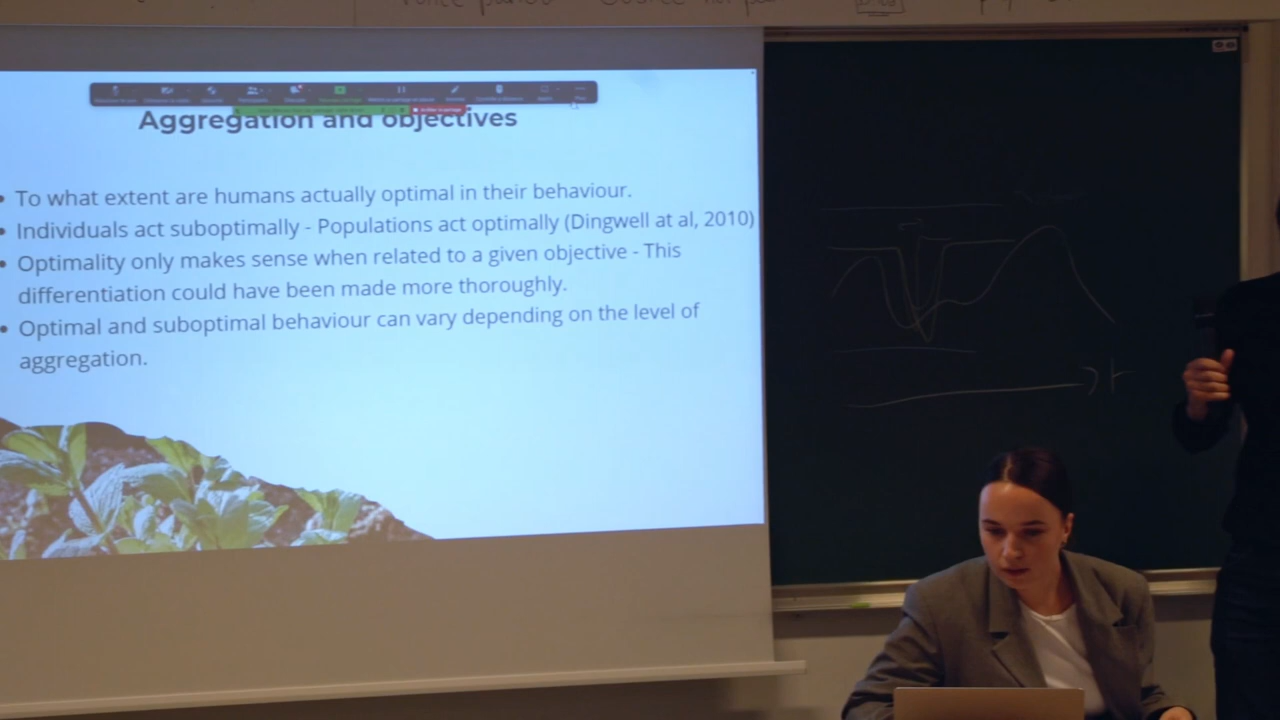 Aggregation and objectives
• To what extent are humans actually optimal in their behaviour.
• Individuals act suboptimally - Populations act optimally (Dingwell at al, 2010)
• Optimality only makes sense when related to a given objective - This
differentiation could have been made more thoroughly.
• Optimal and suboptimal behaviour can vary depending on the level of
aggregation.